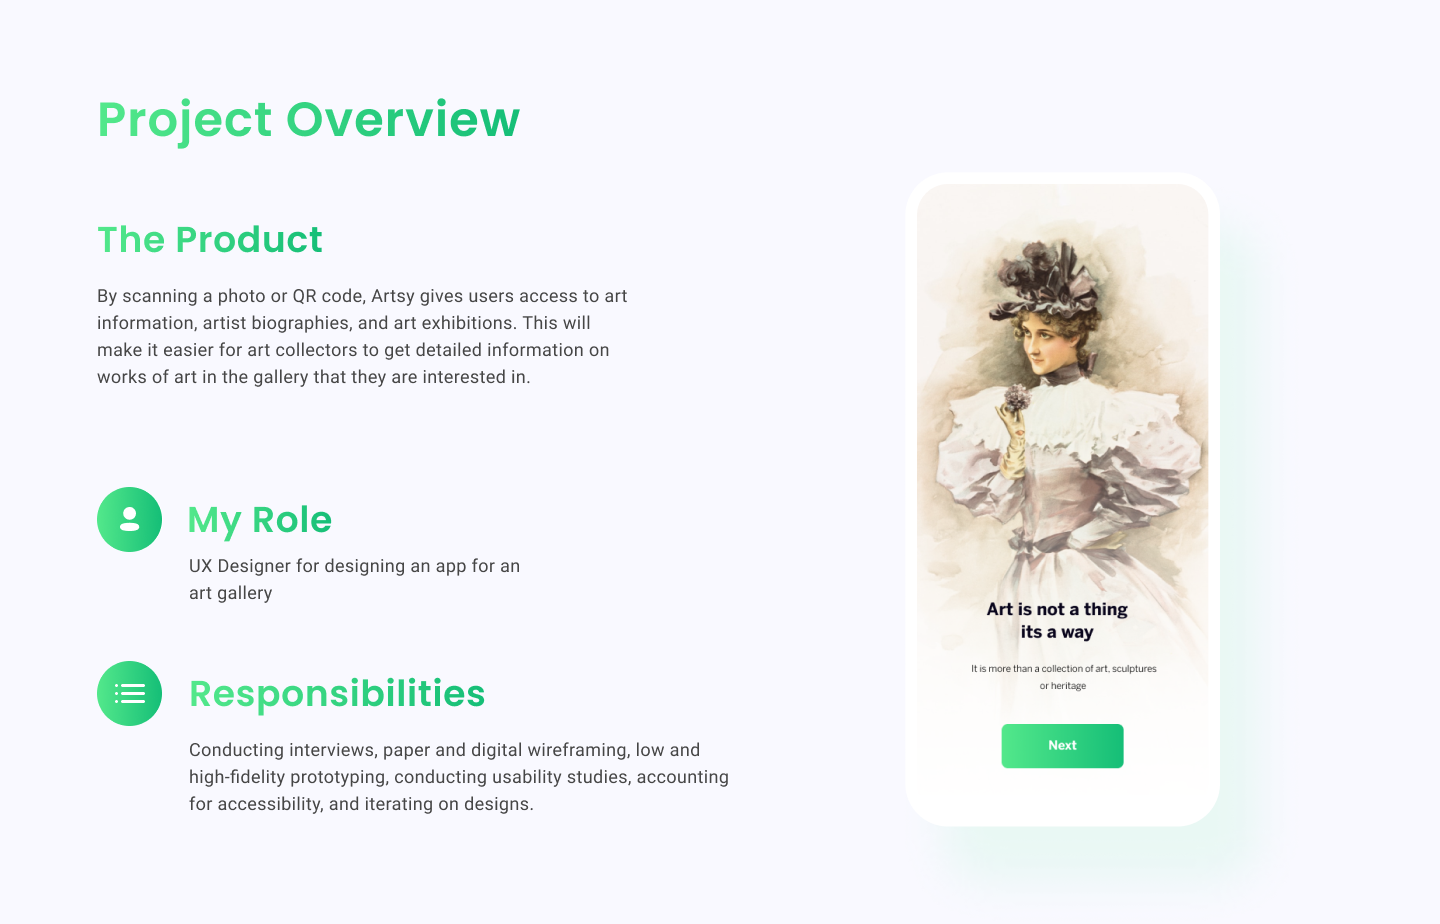 Project Overview
The Product
By scanning a photo or QR code, Artsy gives users access to art
information, artist biographies, and art exhibitions. This will
make it easier for art collectors to get detailed information on
works of art in the gallery that they are interested in.
My Role
UX Designer for designing an app for an
art gallery
Responsibilities
Conducting interviews, paper and digital wireframing, low and
high-fidelity prototyping, conducting usability studies, accounting
for accessibility, and iterating on designs.
Art is not a thing
its a way
It is more than a collection of art, sculptures
or heritage
Next